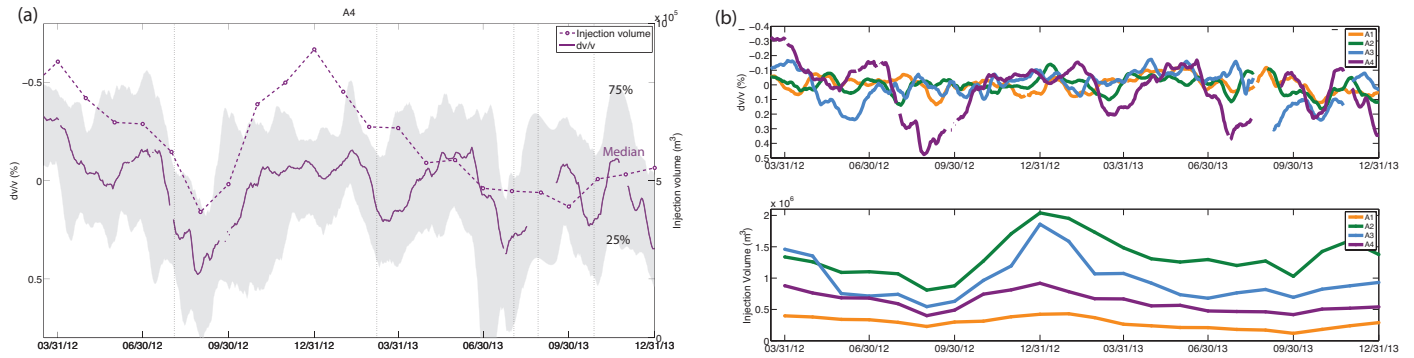 (a)
A4
x 10⁵
10
Injection volume
dv/v
−0.5
75%
Median
dv/v (%)
0
5
Injection volume (m³)
25%
0.5
0
03/31/12 06/30/12 09/30/12 12/31/12 03/31/13 06/30/13 09/30/13 12/31/13
(b)
−0.4
−0.3
−0.2
−0.1
0
0.1
0.2
0.3
0.4
0.5
dv/v (%)
A1
A2
A3
A4
03/31/12 06/30/12 09/30/12 12/31/12 03/31/13 06/30/13 09/30/13 12/31/13
x 10⁶
2
1.5
1
0.5
0
Injection Volume (m³)
A1
A2
A3
A4
03/31/12 06/30/12 09/30/12 12/31/12 03/31/13 06/30/13 09/30/13 12/31/13